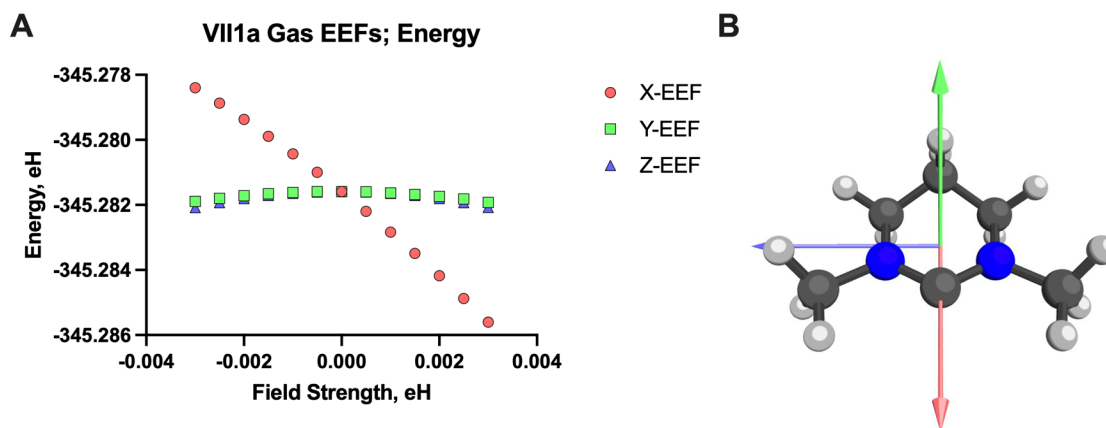 A
VII1a Gas EEFs; Energy
-345.278
-345.280
-345.282
-345.284
-345.286
Energy, eH
-0.004
-0.002
0.000
0.002
0.004
Field Strength, eH
X-EEF
Y-EEF
Z-EEF
B